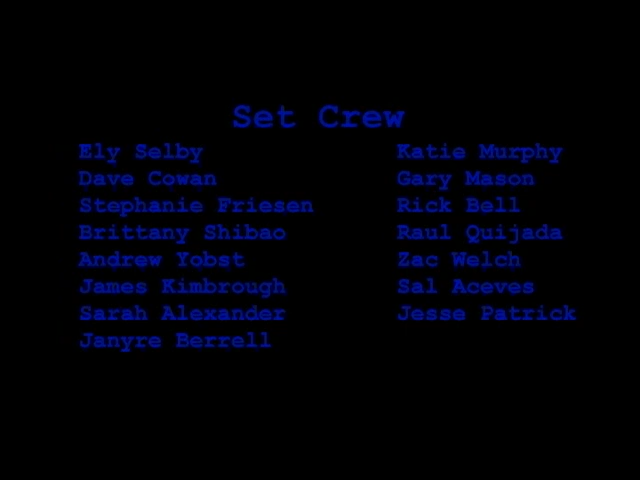 Set Crew
Ely Selby
Dave Cowan
Stephanie Friesen
Brittany Shibao
Andrew Yobst
James Kimbrough
Sarah Alexander
Janyre Berrell
Katie Murphy
Gary Mason
Rick Bell
Raul Quijada
Zac Welch
Sal Aceves
Jesse Patrick